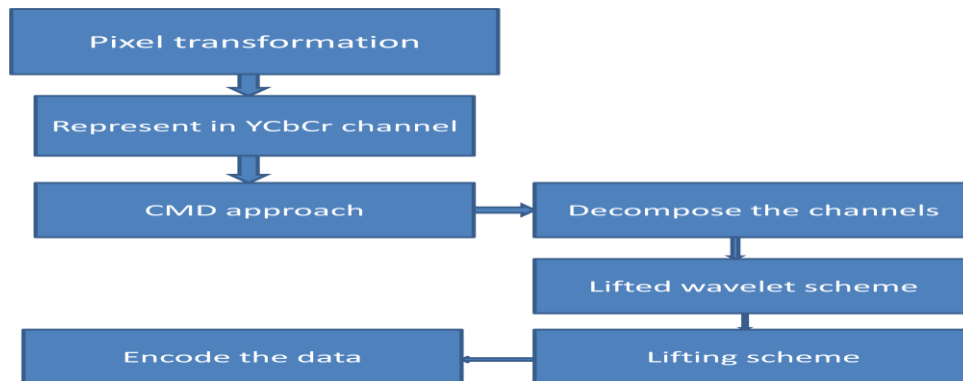 Pixel transformation
Represent in YCbCr channel
CMD approach
Decompose the channels
Lifted wavelet scheme
Lifting scheme
Encode the data